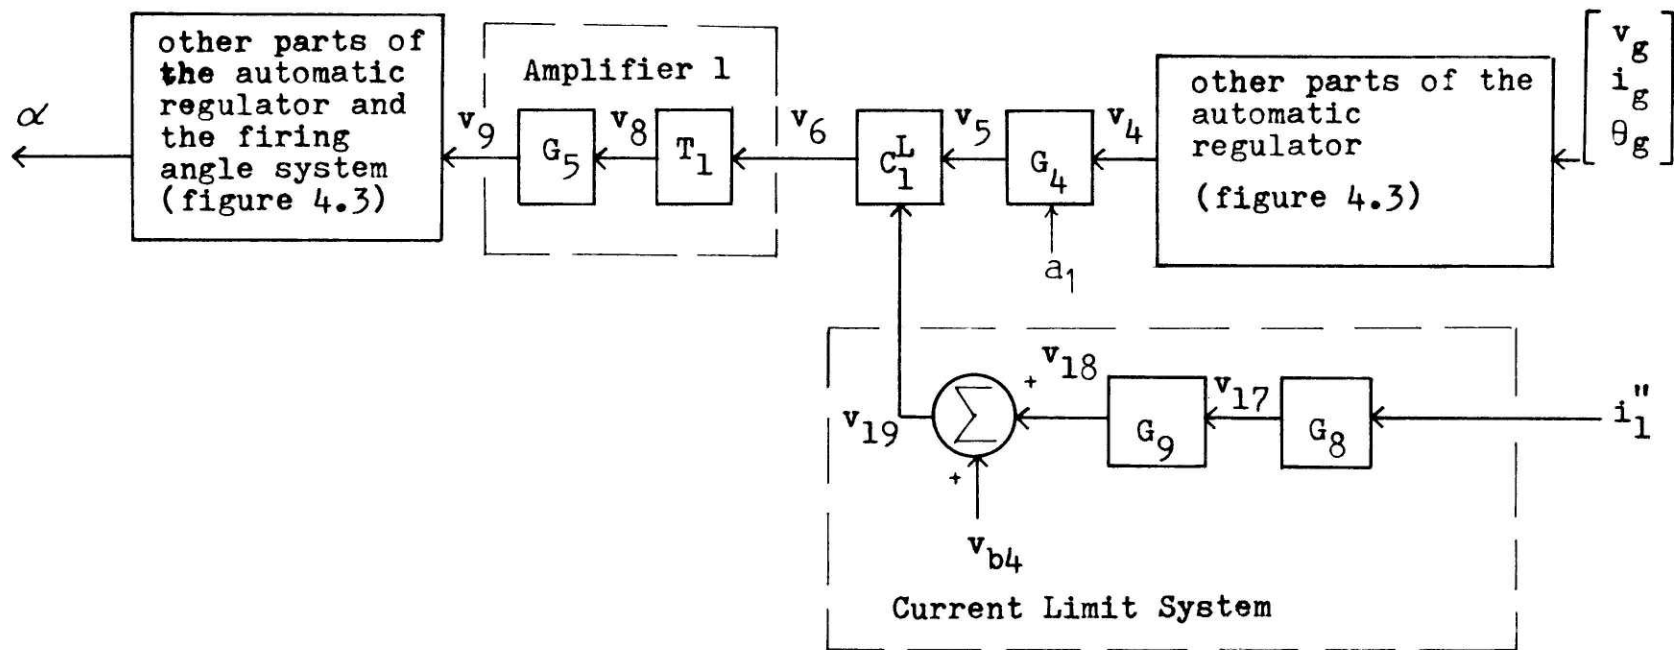 other parts of
the automatic
regulator and
the firing
angle system
(figure 4.3)
α
Amplifier 1
v9
G5
v8
T1
v6
C1^L
v5
G4
v4
a1
other parts of the
automatic
regulator
(figure 4.3)
vg
ig
θg
v19
Σ
+
v18
+
vb4
G9
v17
G8
i1"
Current Limit System